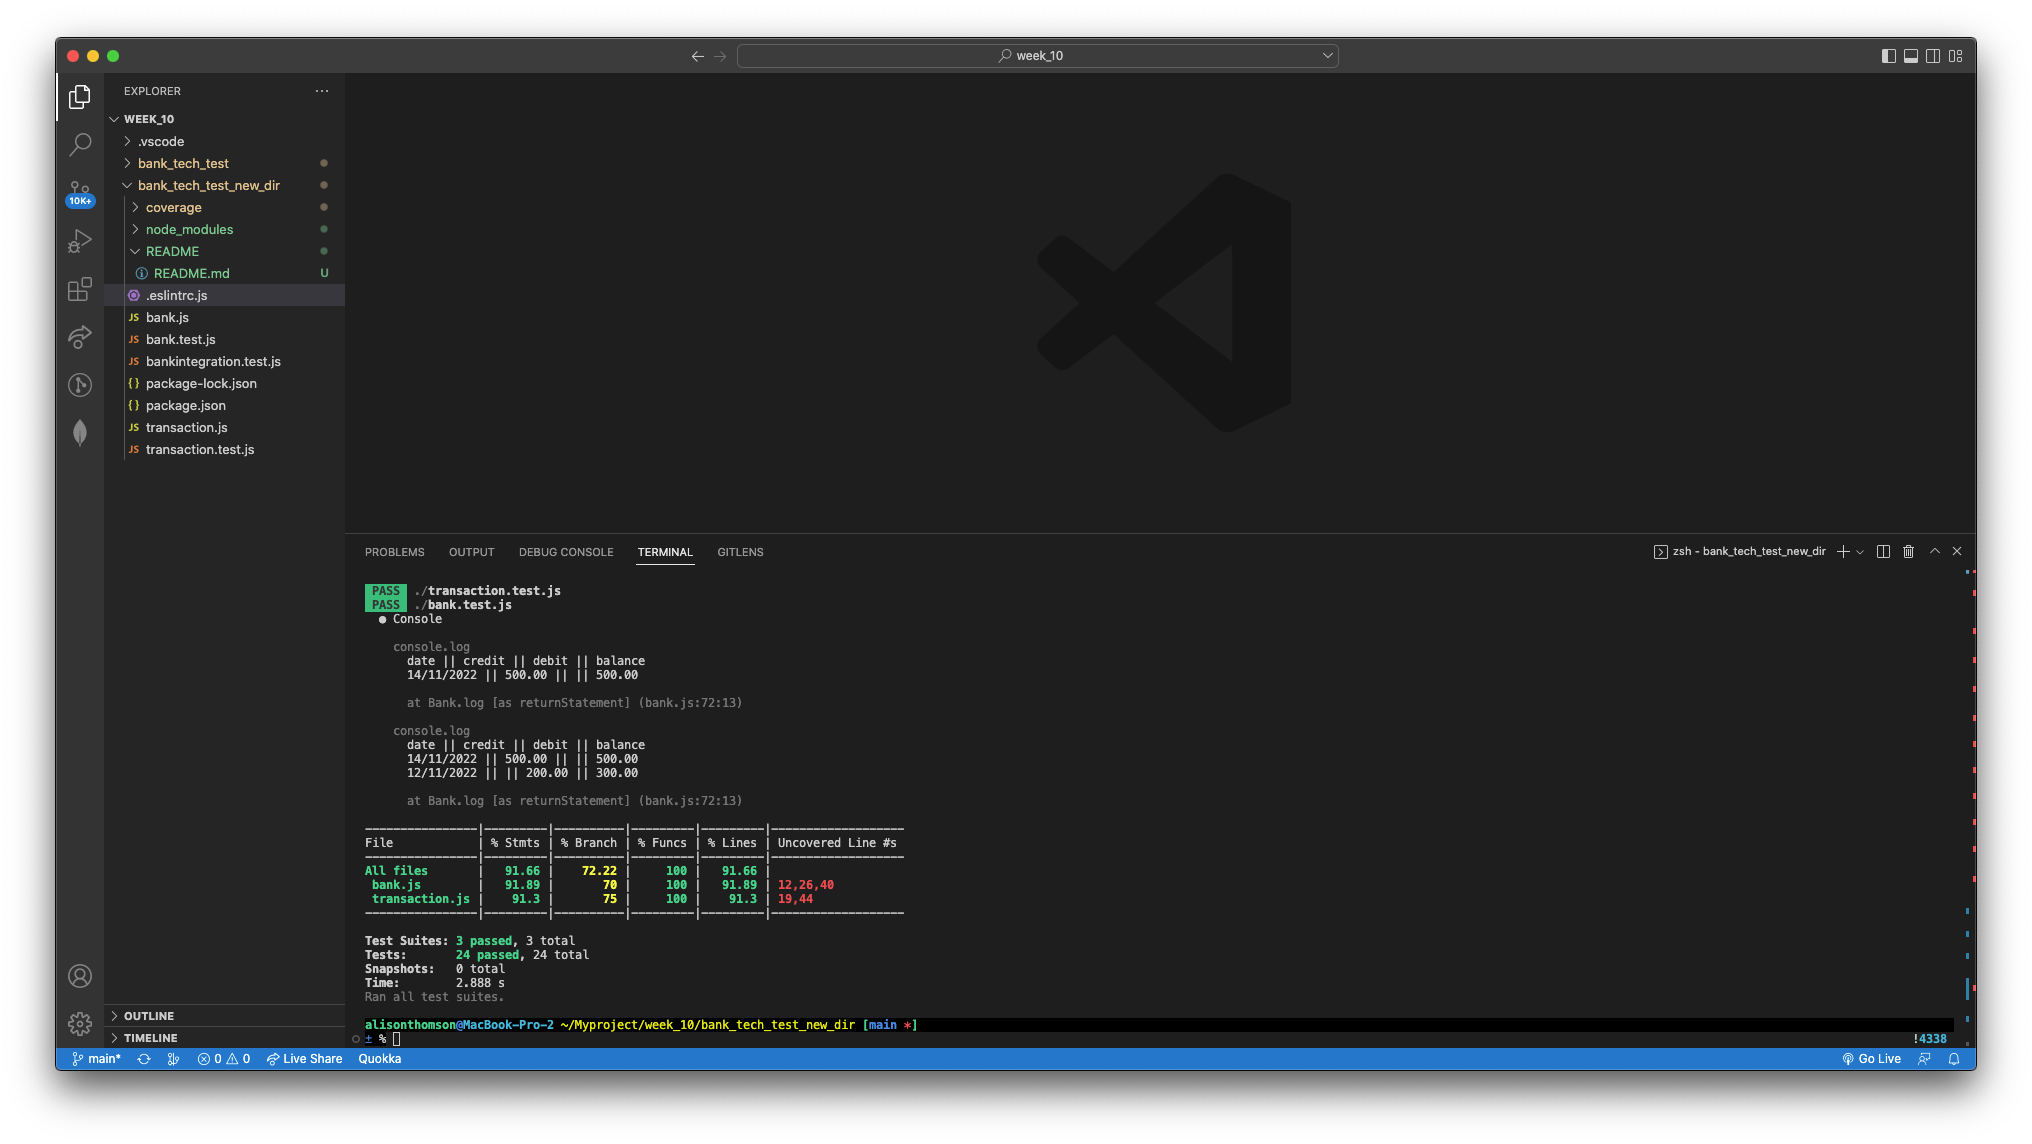 week_10
EXPLORER
WEEK_10
.vscode
bank_tech_test
bank_tech_test_new_dir
10K+
coverage
node_modules
README
README.md U
.eslintrc.js
JS bank.js
JS bank.test.js
JS bankintegration.test.js
{} package-lock.json
{} package.json
JS transaction.js
JS transaction.test.js
OUTLINE
TIMELINE
PROBLEMS OUTPUT DEBUG CONSOLE TERMINAL GITLENS
zsh - bank_tech_test_new_dir
PASS ./transaction.test.js
PASS ./bank.test.js
● Console
console.log
date || credit || debit || balance
14/11/2022 || 500.00 || || 500.00
at Bank.log [as returnStatement] (bank.js:72:13)
console.log
date || credit || debit || balance
14/11/2022 || 500.00 || || 500.00
12/11/2022 || || 200.00 || 300.00
at Bank.log [as returnStatement] (bank.js:72:13)
----------------|---------|----------|---------|---------|-------------------
File | % Stmts | % Branch | % Funcs | % Lines | Uncovered Line #s
----------------|---------|----------|---------|---------|-------------------
All files | 91.66 | 72.22 | 100 | 91.66 |
bank.js | 91.89 | 70 | 100 | 91.89 | 12,26,40
transaction.js | 91.3 | 75 | 100 | 91.3 | 19,44
----------------|---------|----------|---------|---------|-------------------
Test Suites: 3 passed, 3 total
Tests: 24 passed, 24 total
Snapshots: 0 total
Time: 2.888 s
Ran all test suites.
alisonthomson@MacBook-Pro-2 ~/Myproject/week_10/bank_tech_test_new_dir [main *]
± % !4338
main* 0 0 Live Share Quokka Go Live